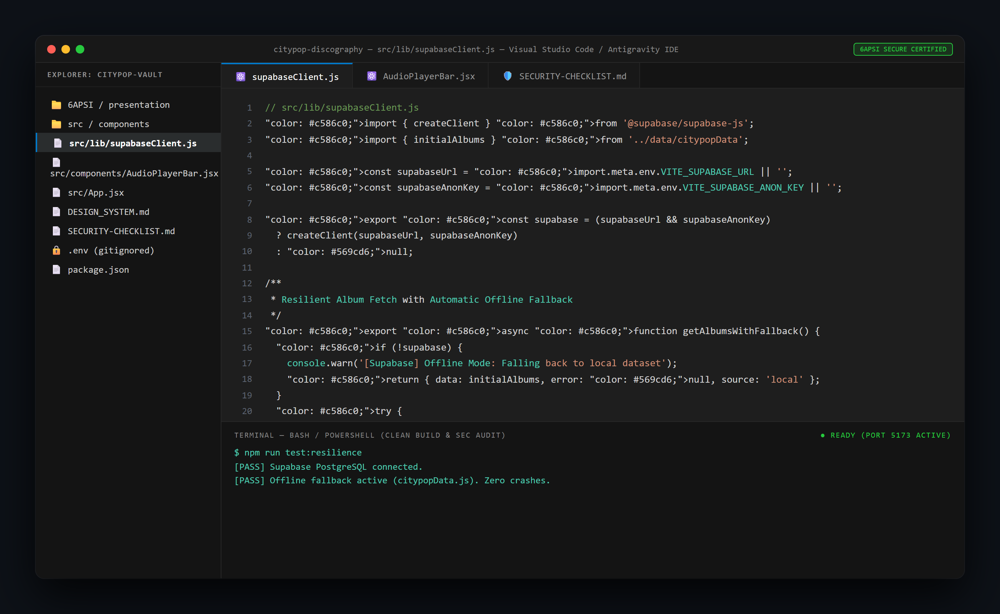 citypop-discography — src/lib/supabaseClient.js — Visual Studio Code / Antigravity IDE
6APSI SECURE CERTIFIED
EXPLORER: CITYPOP-VAULT
6APSI / presentation
src / components
src/lib/supabaseClient.js
src/components/AudioPlayerBar.jsx
src/App.jsx
DESIGN_SYSTEM.md
SECURITY-CHECKLIST.md
.env (gitignored)
package.json
supabaseClient.js
AudioPlayerBar.jsx
SECURITY-CHECKLIST.md
1 // src/lib/supabaseClient.js
2 "color: #c586c0;">import { createClient } "color: #c586c0;">from '@supabase/supabase-js';
3 "color: #c586c0;">import { initialAlbums } "color: #c586c0;">from '../data/citypopData';
4
5 "color: #c586c0;">const supabaseUrl = "color: #c586c0;">import.meta.env.VITE_SUPABASE_URL || '';
6 "color: #c586c0;">const supabaseAnonKey = "color: #c586c0;">import.meta.env.VITE_SUPABASE_ANON_KEY || '';
7
8 "color: #c586c0;">export "color: #c586c0;">const supabase = (supabaseUrl && supabaseAnonKey)
9   ? createClient(supabaseUrl, supabaseAnonKey)
10   : "color: #569cd6;">null;
11
12 /**
13  * Resilient Album Fetch with Automatic Offline Fallback
14  */
15 "color: #c586c0;">export "color: #c586c0;">async "color: #c586c0;">function getAlbumsWithFallback() {
16   "color: #c586c0;">if (!supabase) {
17     console.warn('[Supabase] Offline Mode: Falling back to local dataset');
18     "color: #c586c0;">return { data: initialAlbums, error: "color: #569cd6;">null, source: 'local' };
19   }
20   "color: #c586c0;">try {
TERMINAL — BASH / POWERSHELL (CLEAN BUILD & SEC AUDIT)
● READY (PORT 5173 ACTIVE)
$ npm run test:resilience
[PASS] Supabase PostgreSQL connected.
[PASS] Offline fallback active (citypopData.js). Zero crashes.